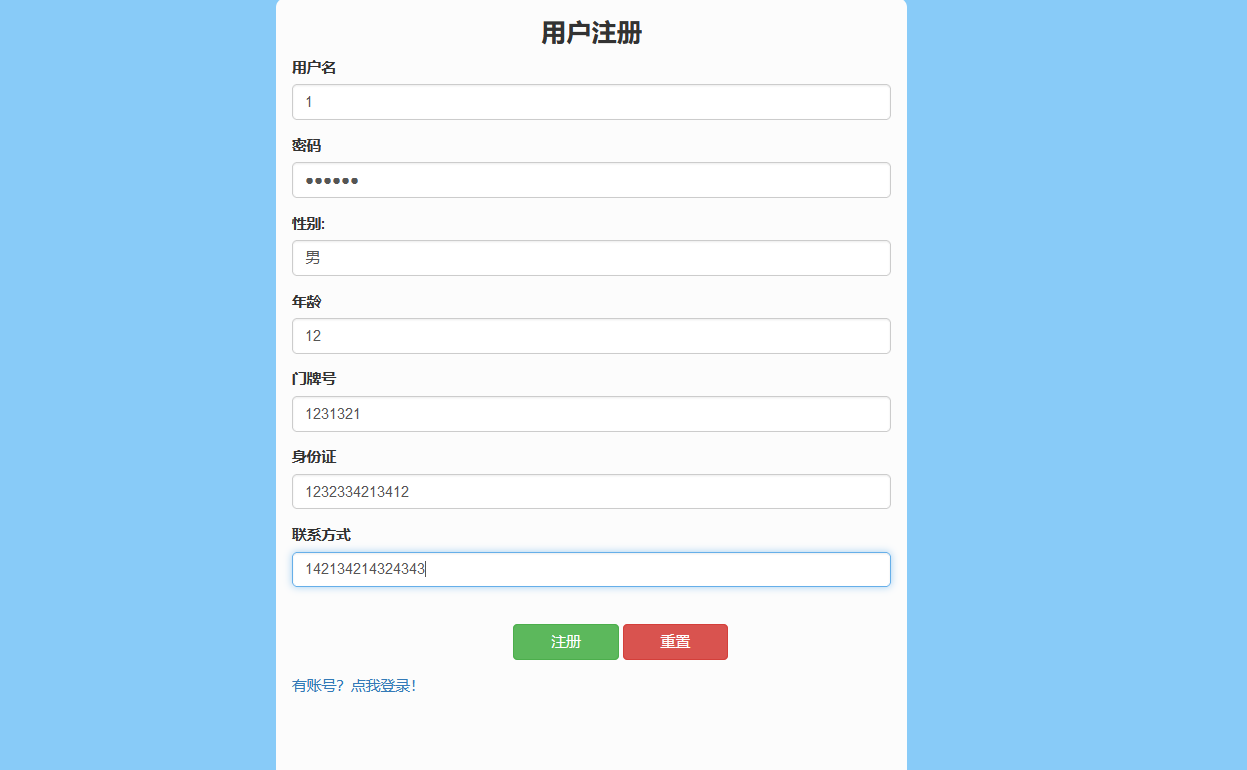 用户注册
用户名
1
密码
●●●●●●
性别:
男
年龄
12
门牌号
1231321
身份证
1232334213412
联系方式
142134214324343
注册 重置
有账号？点我登录！